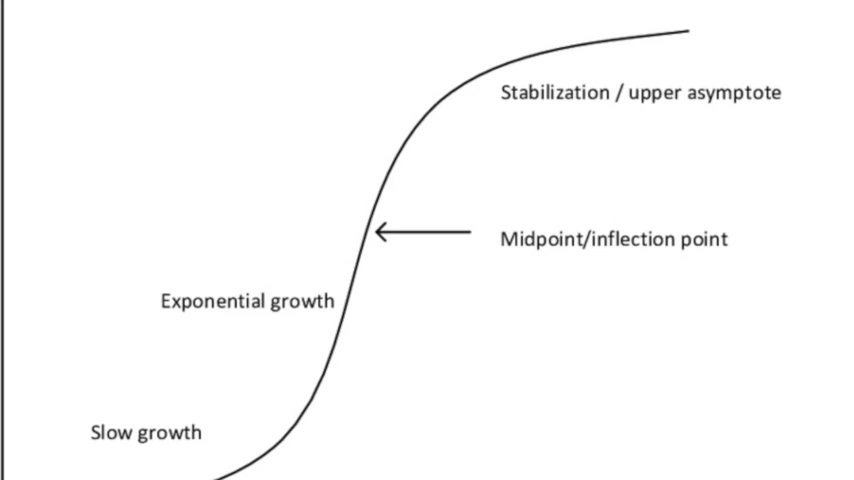 Stabilization / upper asymptote
Midpoint/inflection point
Exponential growth
Slow growth